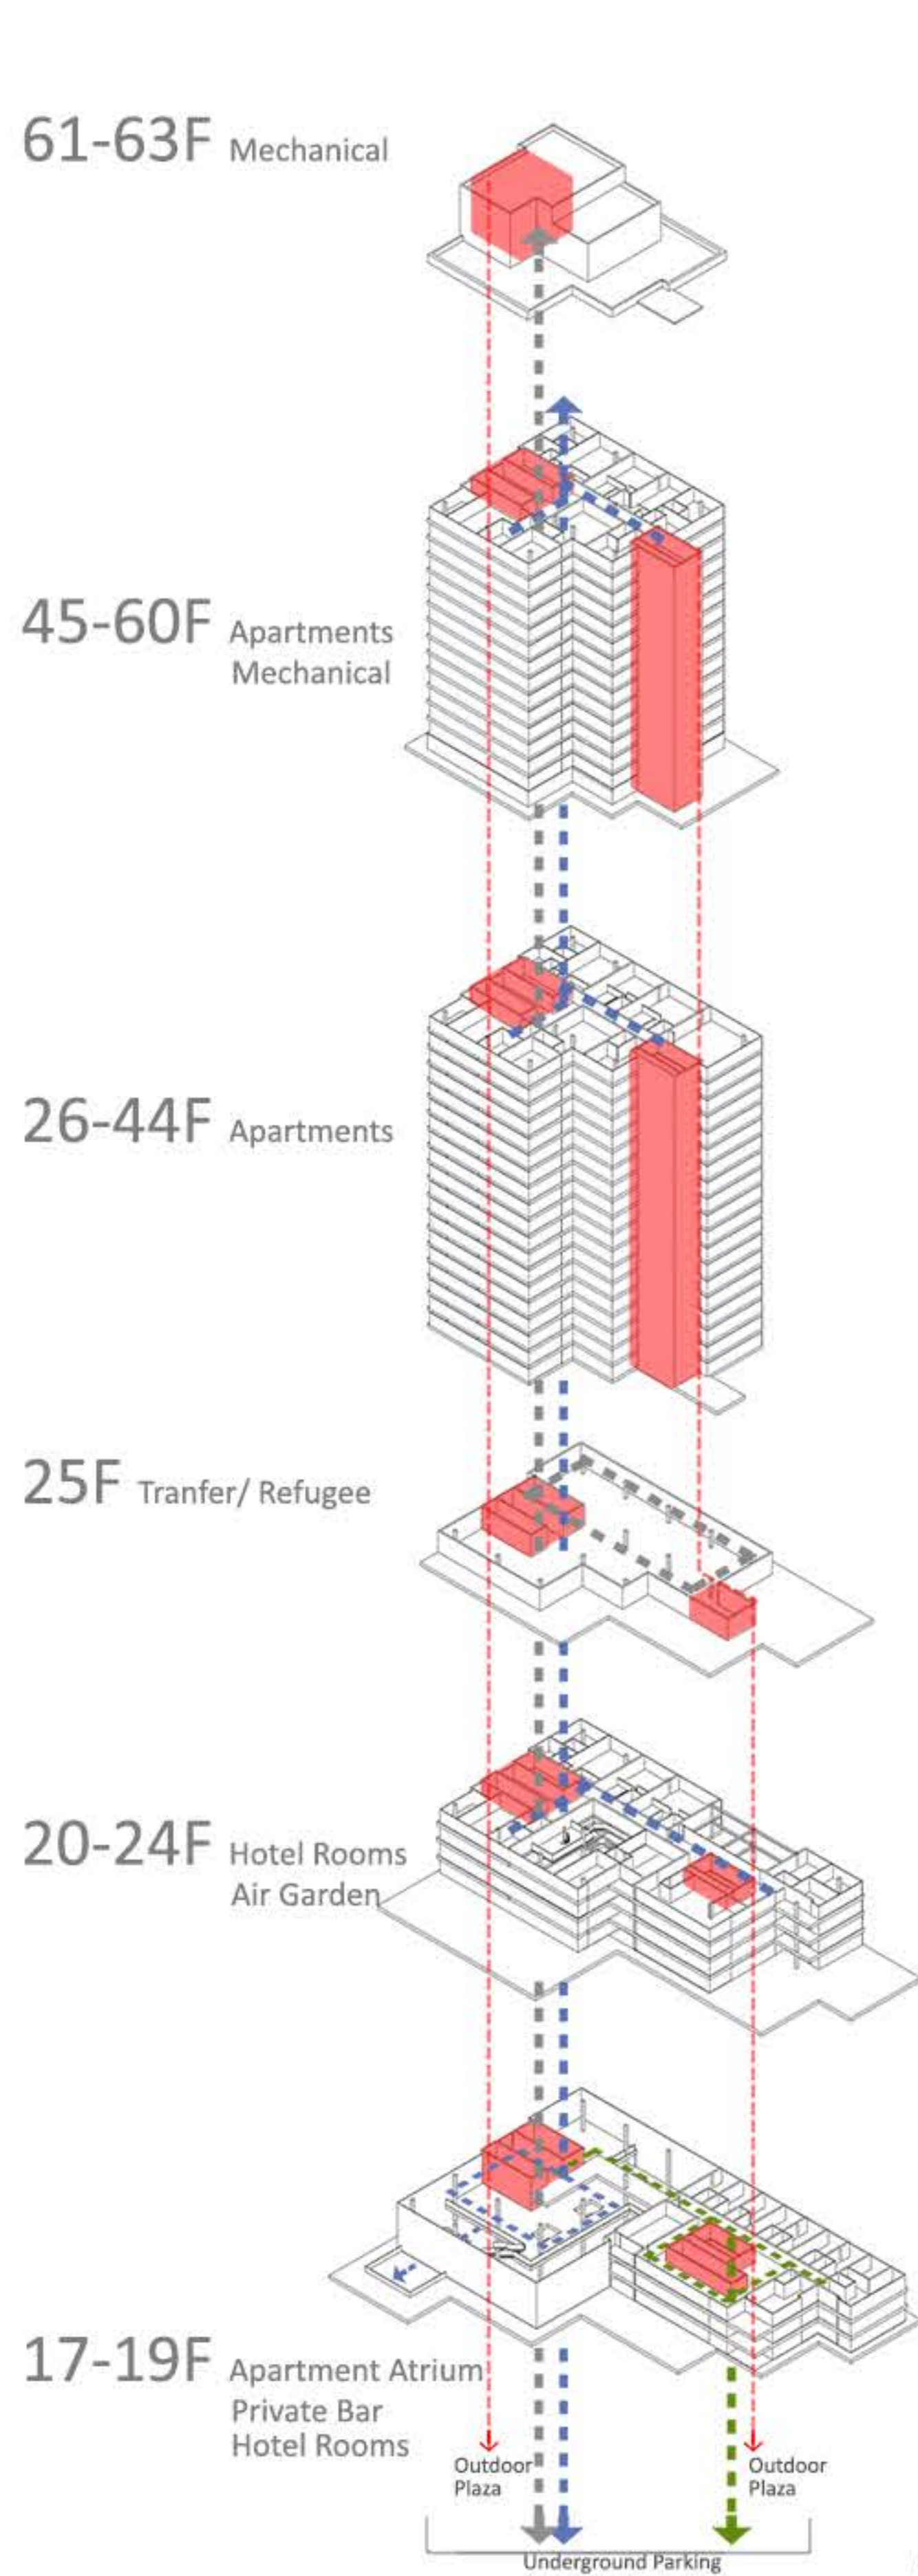 61-63F Mechanical
45-60F Apartments
Mechanical
26-44F Apartments
25F Tranfer/ Refugee
20-24F Hotel Rooms
Air Garden
17-19F Apartment Atrium
Private Bar
Hotel Rooms
Outdoor
Plaza
Outdoor
Plaza
Underground Parking